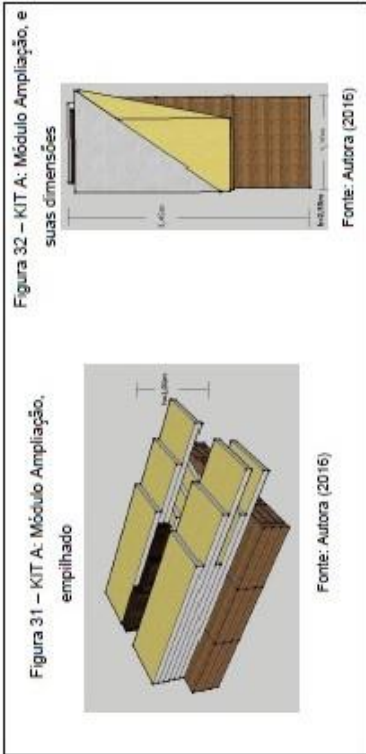 Figura 31 – KIT A: Módulo Ampliação,
empilhado
Fonte: Autora (2016)
Figura 32 – KIT A: Módulo Ampliação, e
suas dimensões
Fonte: Autora (2016)